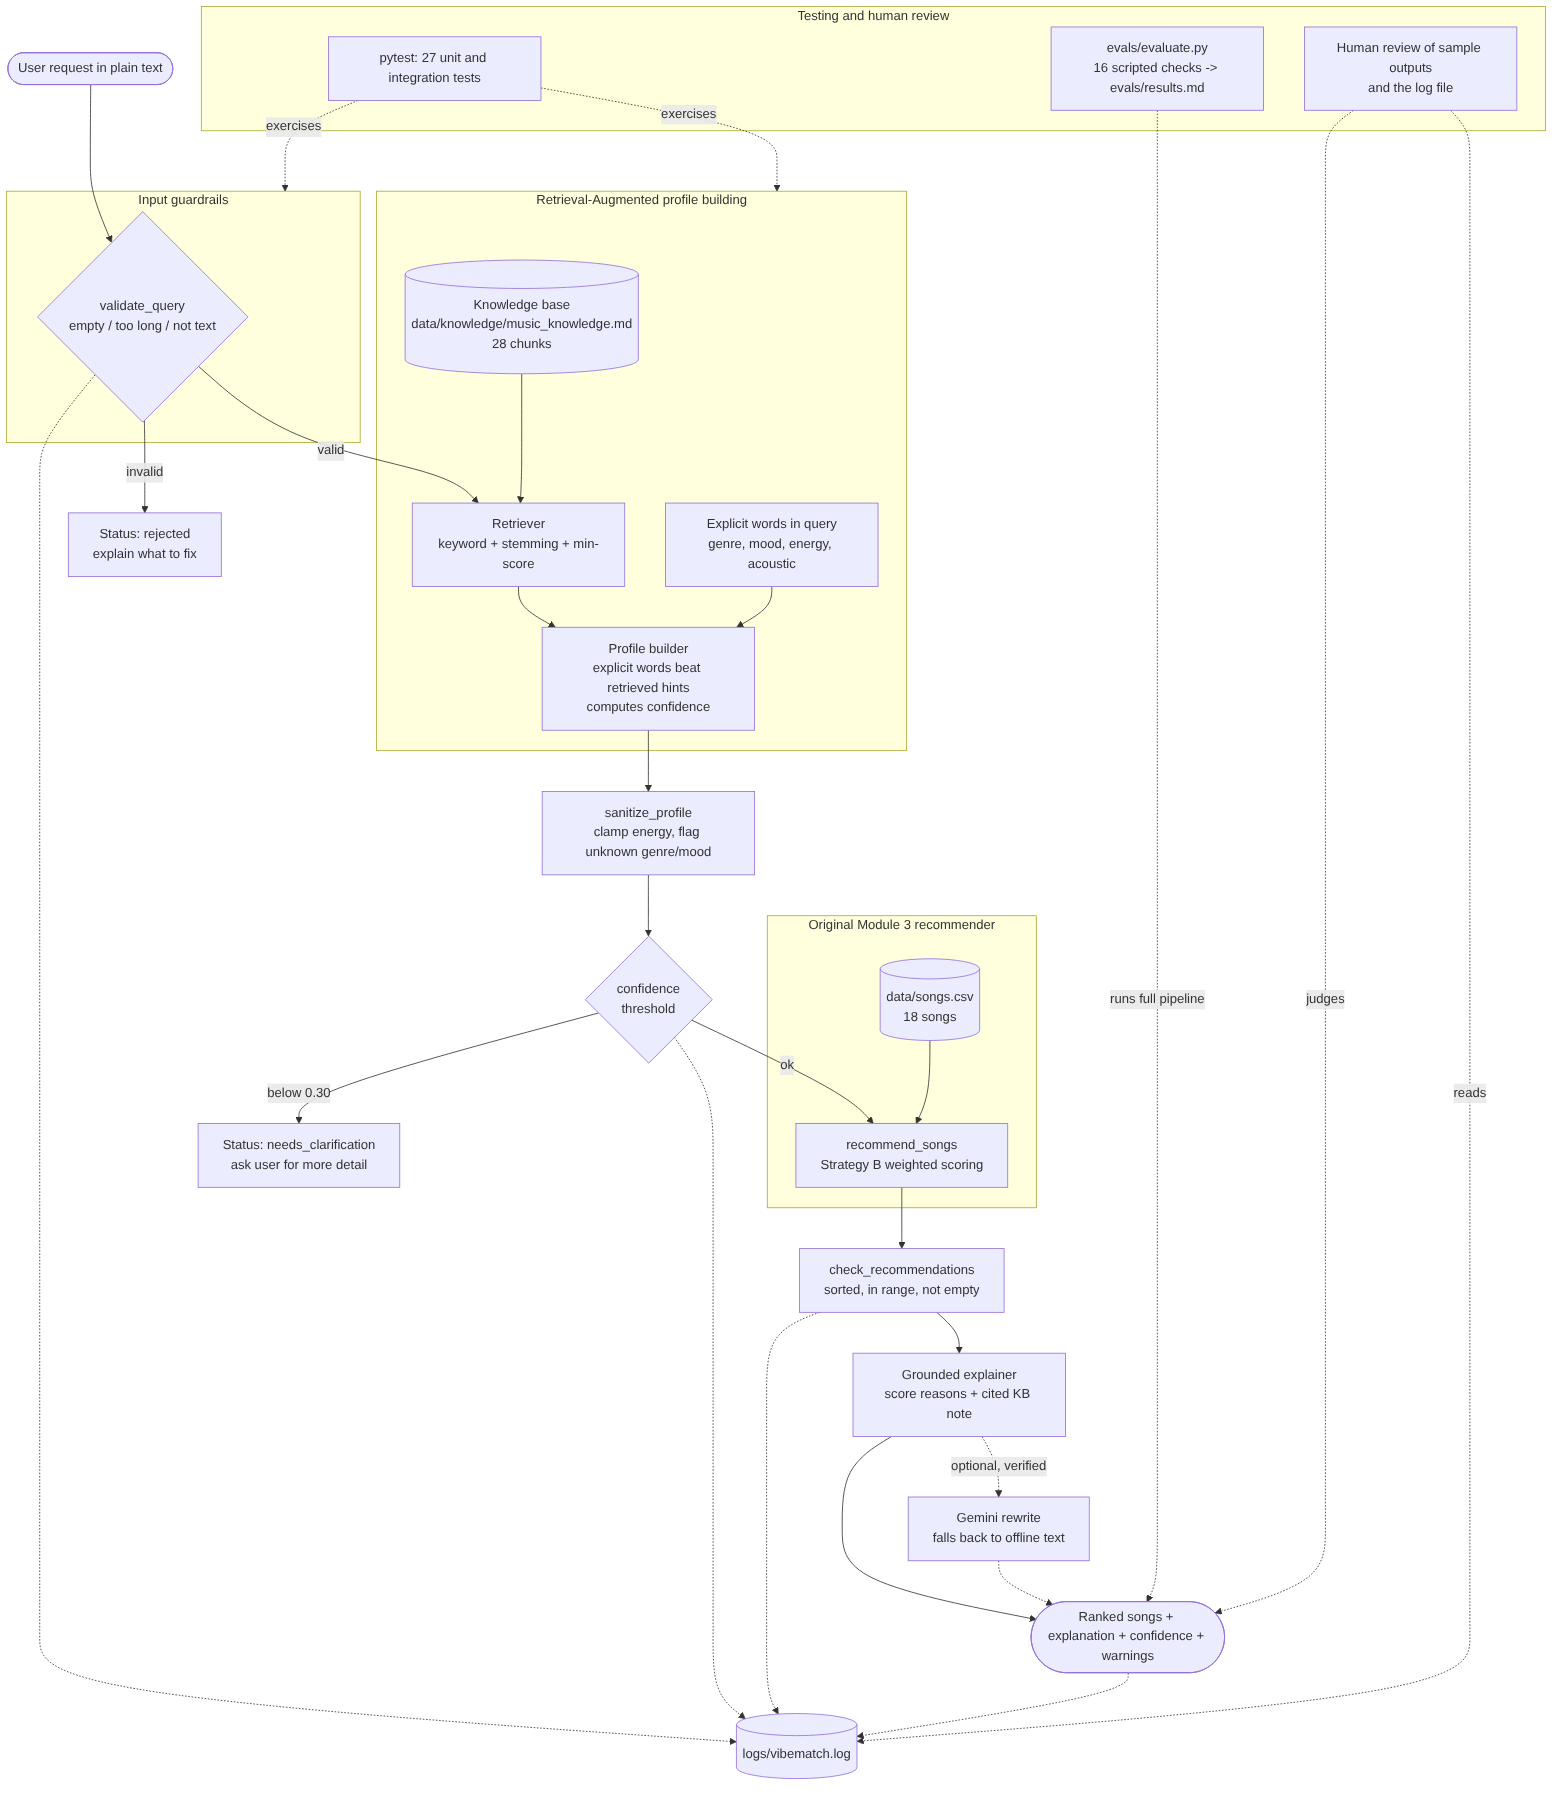 Testing and human review
User request in plain text
pytest: 27 unit and
integration tests
evals/evaluate.py
16 scripted checks ->
evals/results.md
Human review of sample
outputs
and the log file
exercises
exercises
Input guardrails
validate_query
empty / too long / not text
Retrieval-Augmented profile building
Knowledge base
data/knowledge/music_knowledge.md
28 chunks
valid
invalid
Status: rejected
explain what to fix
Retriever
keyword + stemming + min-
score
Explicit words in query
genre, mood, energy,
acoustic
Profile builder
explicit words beat
retrieved hints
computes confidence
sanitize_profile
clamp energy, flag
unknown genre/mood
confidence
threshold
Original Module 3 recommender
data/songs.csv
18 songs
runs full pipeline
judges
ok
below 0.30
reads
Status: needs_clarification
ask user for more detail
recommend_songs
Strategy B weighted scoring
check_recommendations
sorted, in range, not empty
Grounded explainer
score reasons + cited KB
note
optional, verified
Gemini rewrite
falls back to offline text
Ranked songs +
explanation + confidence +
warnings
logs/vibematch.log